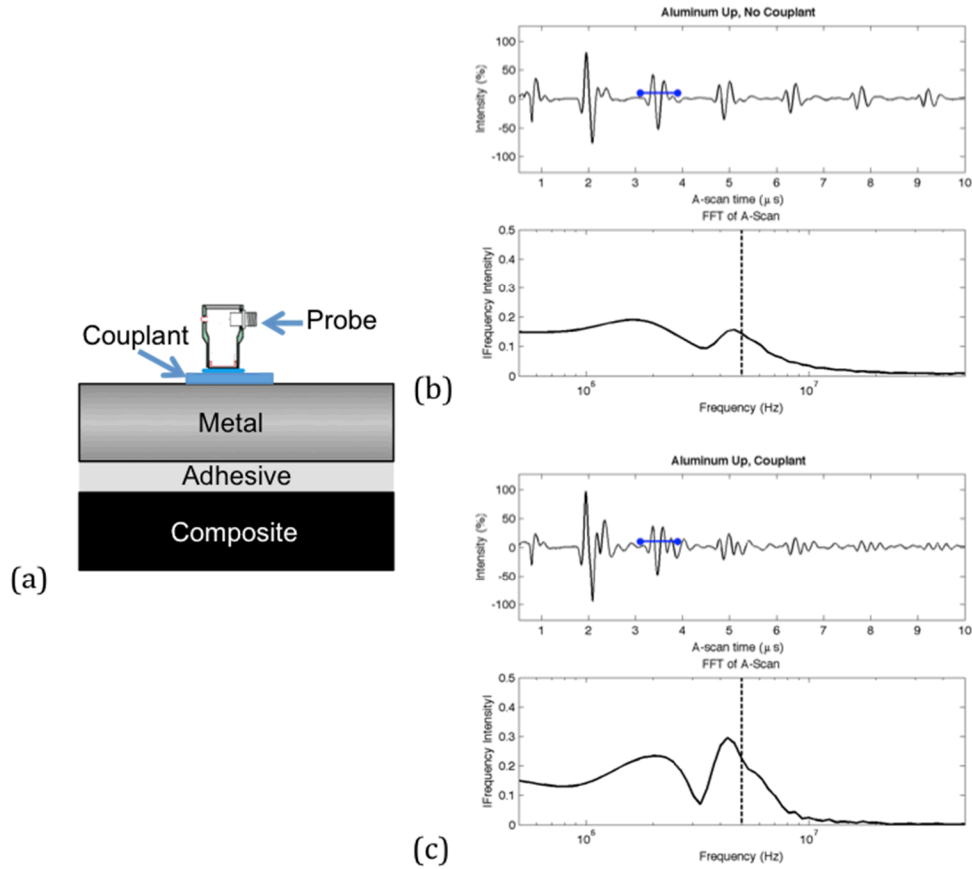 Couplant
Probe
Metal
Adhesive
Composite
(a)
Aluminum Up, No Couplant
Intensity (%)
100
50
0
-50
-100
1 2 3 4 5 6 7 8 9 10
A-scan time (μ s)
FFT of A-Scan
|Frequency Intensity|
0.5
0.4
0.3
0.2
0.1
0
10⁶ 10⁷
Frequency (Hz)
(b)
Aluminum Up, Couplant
Intensity (%)
100
50
0
-50
-100
1 2 3 4 5 6 7 8 9 10
A-scan time (μ s)
FFT of A-Scan
|Frequency Intensity|
0.5
0.4
0.3
0.2
0.1
0
10⁶ 10⁷
Frequency (Hz)
(c)